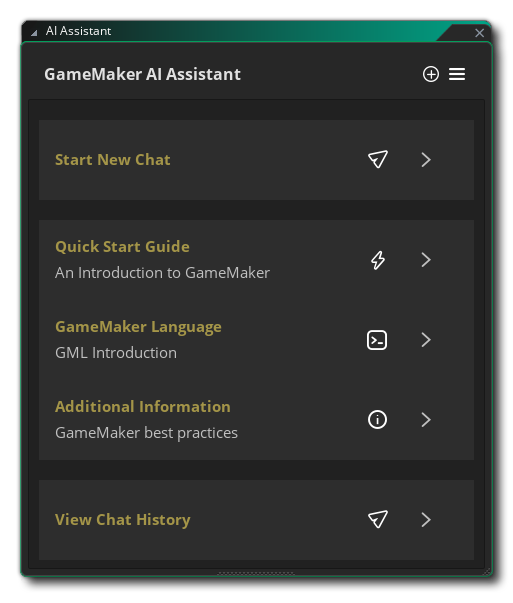 AI Assistant
GameMaker AI Assistant
Start New Chat
Quick Start Guide
An Introduction to GameMaker
GameMaker Language
GML Introduction
Additional Information
GameMaker best practices
View Chat History